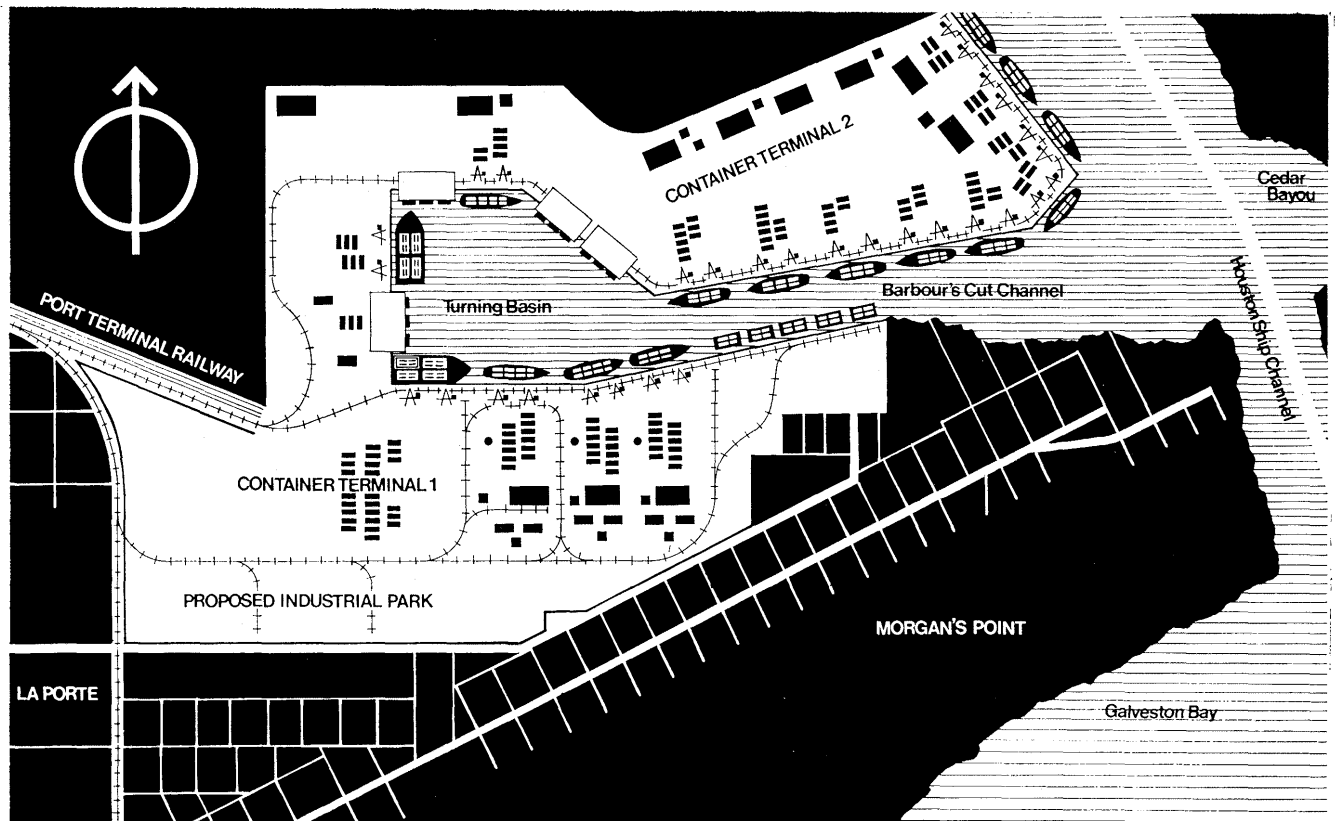 CONTAINER TERMINAL 2
Cedar
Bayou
PORT TERMINAL RAILWAY
Turning Basin
Barbour's Cut Channel
Houston Ship Channel
CONTAINER TERMINAL 1
PROPOSED INDUSTRIAL PARK
MORGAN'S POINT
LA PORTE
Galveston Bay